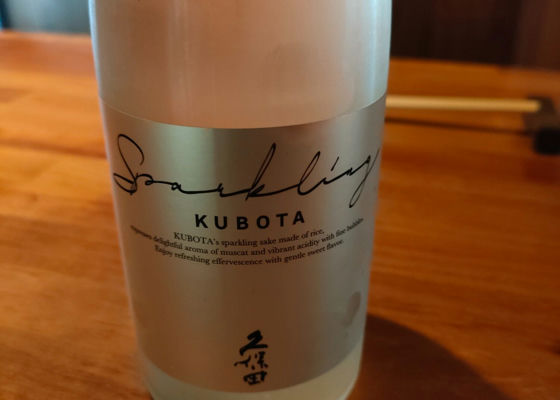 Sparkling
KUBOTA
KUBOTA's sparkling sake made of rice,
delightful aroma of muscat and vibrant acidity with fine bubbles.
Enjoy refreshing effervescence with gentle sweet flavor.
久保田